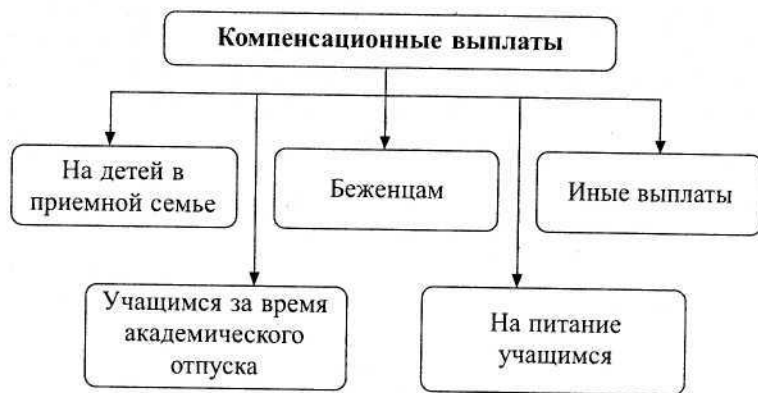 Компенсационные выплаты
На детей в
приемной семье
Беженцам
Иные выплаты
Учащимся за время
академического
отпуска
На питание
учащимся